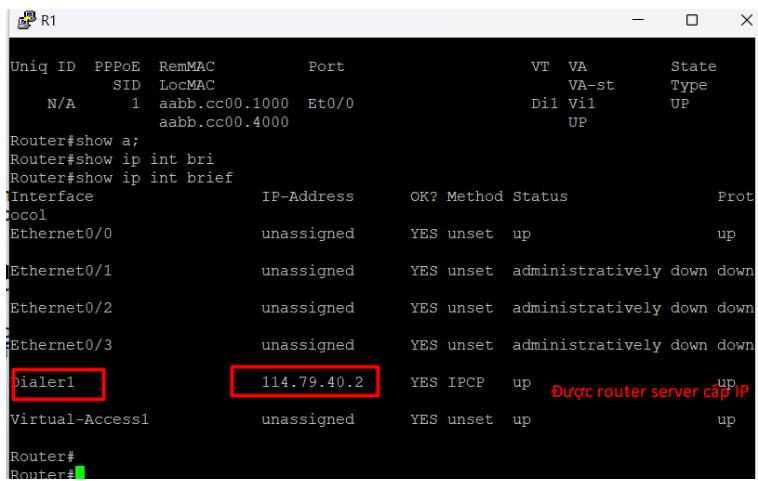 R1
Uniq ID PPPoE RemMAC Port VT VA State
SID LocMAC VA-st Type
N/A 1 aabb.cc00.1000 Et0/0 Di1 Vi1 UP
aabb.cc00.4000 UP
Router#show a;
Router#show ip int bri
Router#show ip int brief
Interface IP-Address OK? Method Status Prot
ocol
Ethernet0/0 unassigned YES unset up up
Ethernet0/1 unassigned YES unset administratively down down
Ethernet0/2 unassigned YES unset administratively down down
Ethernet0/3 unassigned YES unset administratively down down
Dialer1 114.79.40.2 YES IPCP up up
Được router server cấp IP
Virtual-Access1 unassigned YES unset up up
Router#
Router#